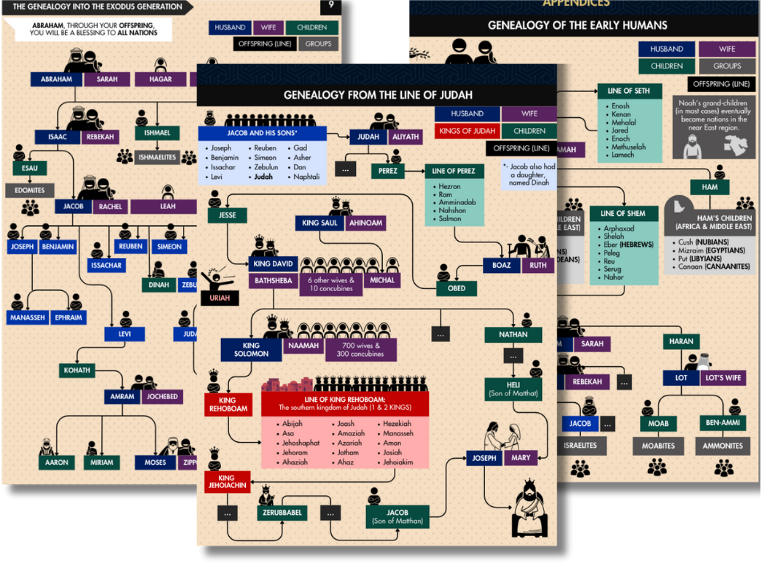 THE GENEALOGY INTO THE EXODUS GENERATION
9
ABRAHAM, THROUGH YOUR OFFSPRING,
YOU WILL BE A BLESSING TO ALL NATIONS
HUSBAND
WIFE
CHILDREN
OFFSPRING (LINE)
GROUPS
ABRAHAM
SARAH
HAGAR
ISAAC
REBEKAH
ISHMAEL
ISHMAELITES
ESAU
EDOMITES
JACOB
RACHEL
LEAH
JOSEPH
BENJAMIN
REUBEN
SIMEON
ISSACHAR
DINAH
MANASSEH
EPHRAIM
LEVI
KOHATH
AMRAM
JOCHEBED
AARON
MIRIAM
MOSES
GENEALOGY FROM THE LINE OF JUDAH
HUSBAND
WIFE
KINGS OF JUDAH
CHILDREN
OFFSPRING (LINE)
JACOB AND HIS SONS*
• Joseph
• Benjamin
• Issachar
• Levi
• Reuben
• Simeon
• Zebulun
• Judah
• Gad
• Asher
• Dan
• Naphtali
JUDAH
ALIYATH
...
PEREZ
*- Jacob also had
a daughter,
named Dinah
LINE OF PEREZ
• Hezron
• Ram
• Amminadab
• Nahshon
• Salmon
JESSE
KING SAUL
AHINOAM
KING DAVID
BATHSHEBA
6 other wives &
10 concubines
MICHAL
URIAH
BOAZ
RUTH
OBED
KING
SOLOMON
NAAMAH
700 wives &
300 concubines
...
NATHAN
...
HELI
(Son of Matthat)
KING
REHOBOAM
LINE OF KING REHOBOAM:
The southern kingdom of Judah (1 & 2 KINGS)
• Abijah
• Asa
• Jehoshaphat
• Jehoram
• Ahaziah
• Joash
• Amaziah
• Azariah
• Jotham
• Ahaz
• Hezekiah
• Manasseh
• Amon
• Josiah
• Jehoiakim
KING
JEHOIACHIN
JOSEPH
MARY
...
ZERUBBABEL
...
JACOB
(Son of Matthan)
APPENDICES
GENEALOGY OF THE EARLY HUMANS
HUSBAND
WIFE
CHILDREN
GROUPS
OFFSPRING (LINE)
LINE OF SETH
• Enosh
• Kenan
• Mahalal
• Jared
• Enoch
• Methuselah
• Lamech
Noah's grand-children
(in most cases) eventually
became nations in the
near East region.
HAM
LINE OF SHEM
• Arphaxad
• Shelah
• Eber (HEBREWS)
• Peleg
• Reu
• Serug
• Nahor
HAM'S CHILDREN
(AFRICA & MIDDLE EAST)
• Cush (NUBIANS)
• Mizraim (EGYPTIANS)
• Put (LIBYIANS)
• Canaan (CANAANITES)
SARAH
HARAN
REBEKAH
...
LOT
LOT'S WIFE
JACOB
...
MOAB
BEN-AMMI
ISRAELITES
MOABITES
AMMONITES